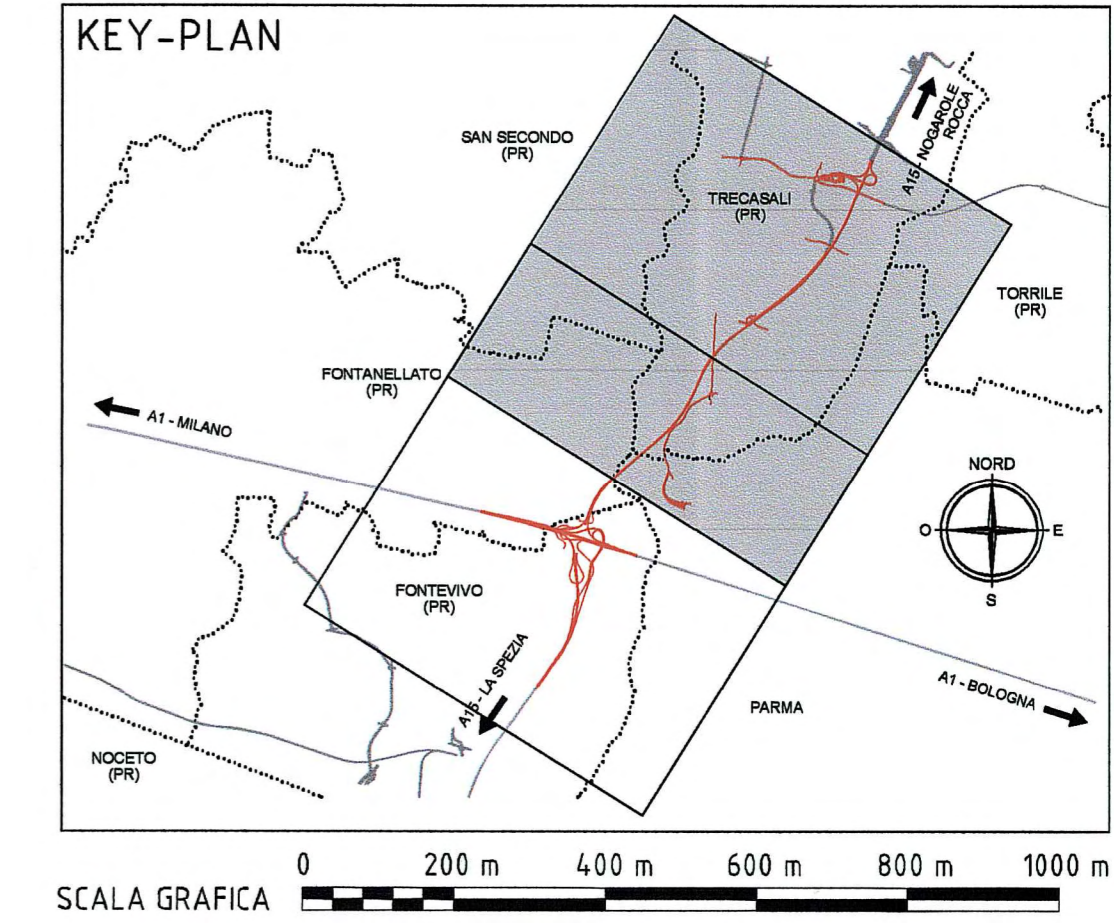 KEY-PLAN
SAN SECONDO
(PR)
A15 - NOGAROLE
ROCCA
TRECASALI
(PR)
TORRILE
(PR)
FONTANELLATO
(PR)
A1 - MILANO
NORD
O
E
S
FONTEVIVO
(PR)
A15 - LA SPEZIA
A1 - BOLOGNA
PARMA
NOCETO
(PR)
0 200 m 400 m 600 m 800 m 1000 m
SCALA GRAFICA